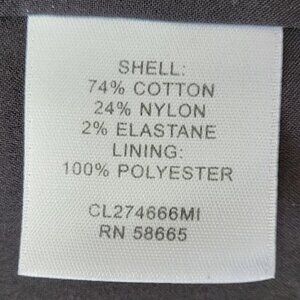 SHELL:
74% COTTON
24% NYLON
2% ELASTANE
LINING:
100% POLYESTER
CL274666MI
RN 58665